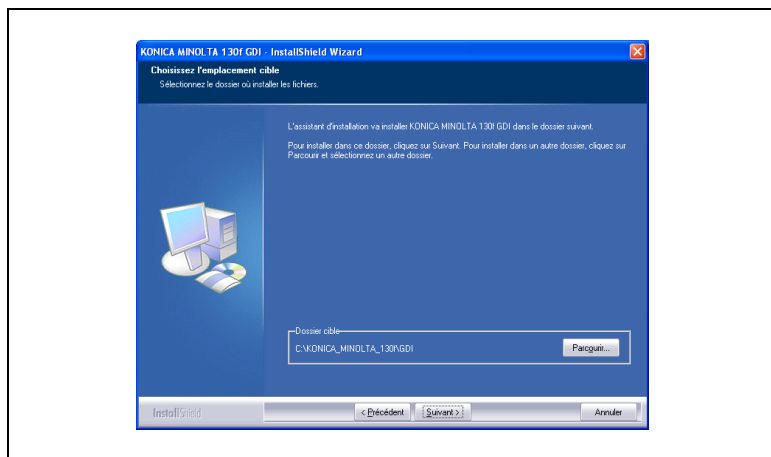 KONICA MINOLTA 130f GDI - InstallShield Wizard
Choisissez l'emplacement cible
Sélectionnez le dossier où installer les fichiers.
L'assistant d'installation va installer KONICA MINOLTA 130f GDI dans le dossier suivant.
Pour installer dans ce dossier, cliquez sur Suivant. Pour installer dans un autre dossier, cliquez sur
Parcourir et sélectionnez un autre dossier.
Dossier cible
C:\KONICA_MINOLTA_130f\GDI
Parcourir...
InstallShield
< Précédent
Suivant >
Annuler